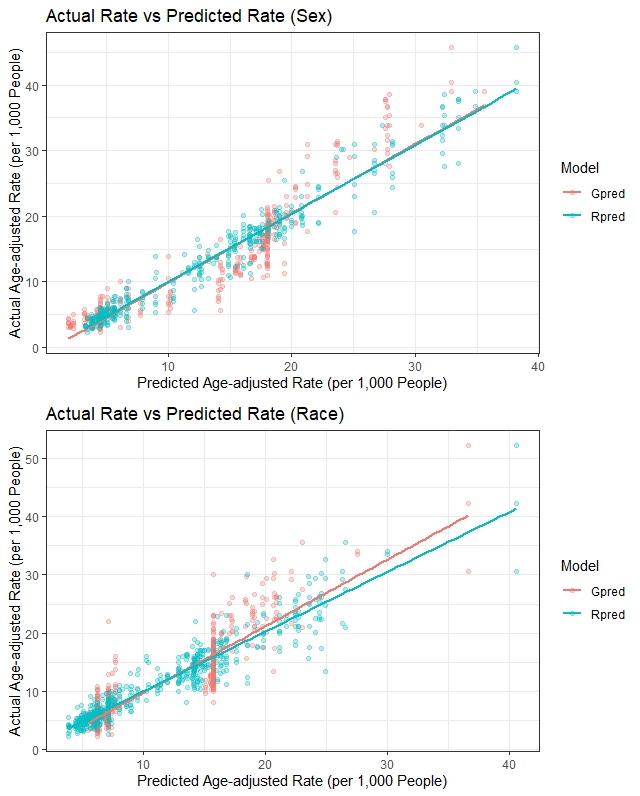 Actual Rate vs Predicted Rate (Sex)
Actual Age-adjusted Rate (per 1,000 People)
40
30
20
10
0
10 20 30 40
Predicted Age-adjusted Rate (per 1,000 People)
Model
Gpred
Rpred
Actual Rate vs Predicted Rate (Race)
Actual Age-adjusted Rate (per 1,000 People)
50
40
30
20
10
0
10 20 30 40
Predicted Age-adjusted Rate (per 1,000 People)
Model
Gpred
Rpred